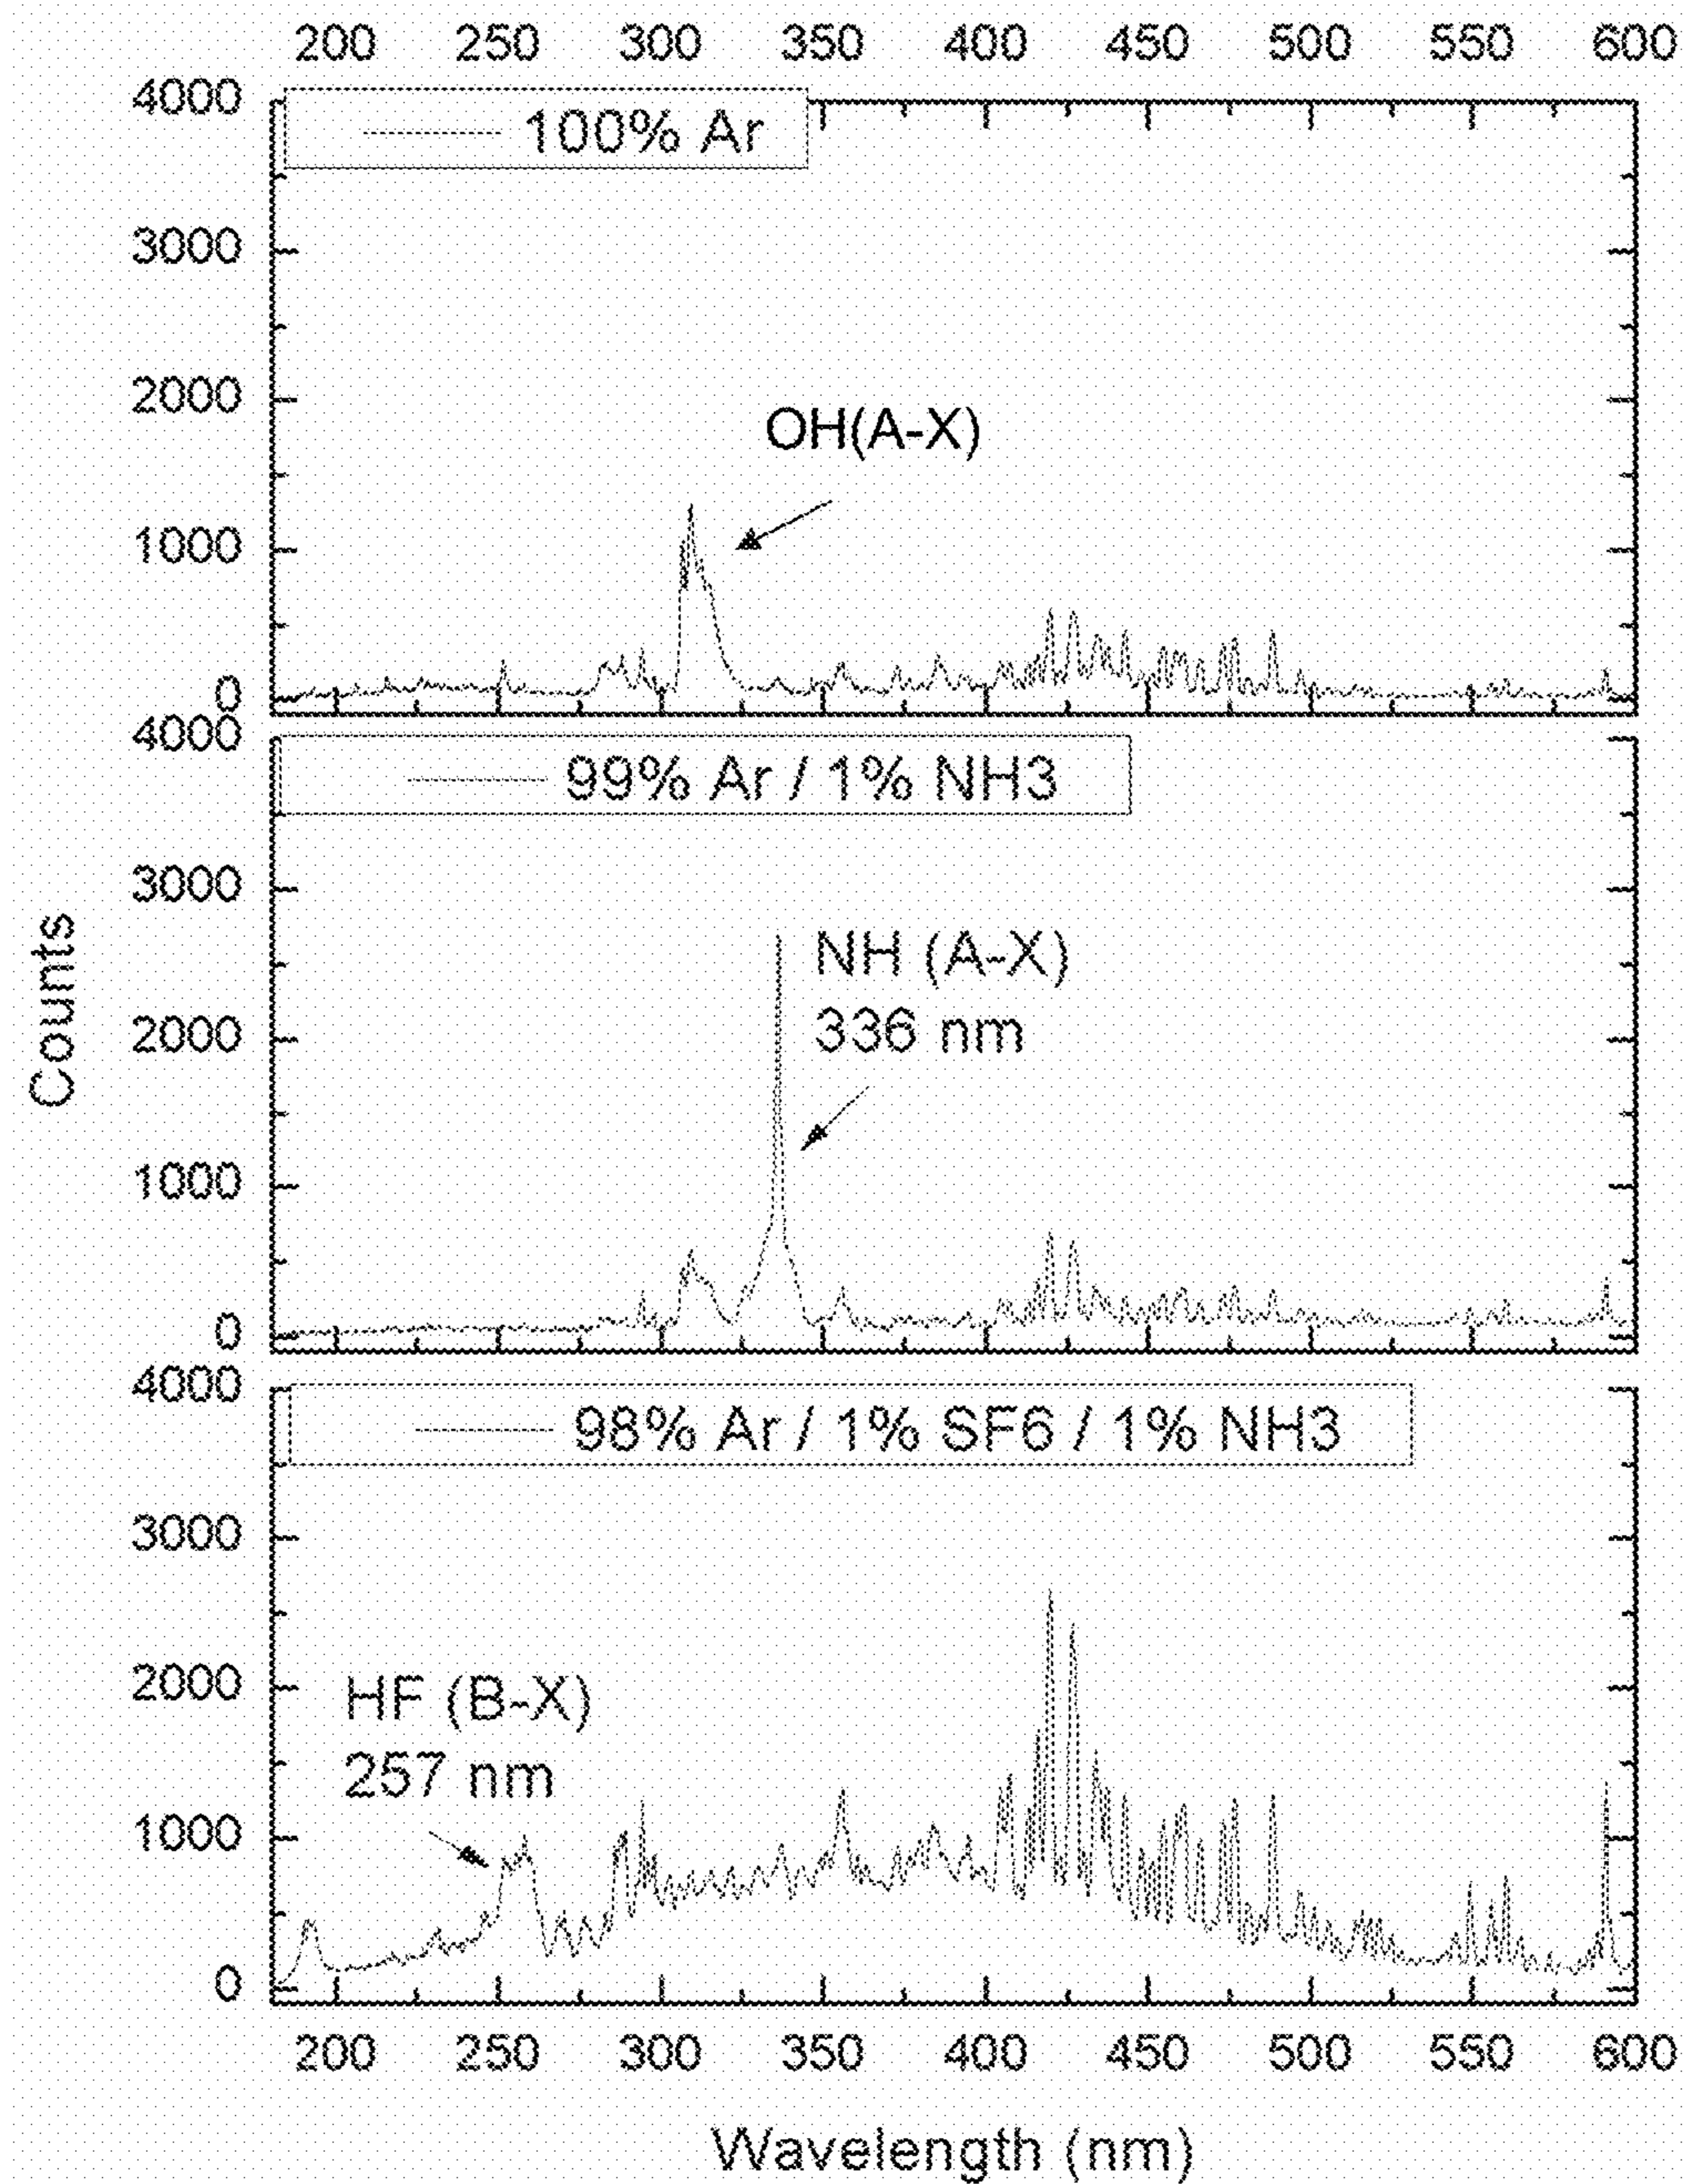 200 250 300 350 400 450 500 550 600
4000
100% Ar
3000
2000
OH(A-X)
1000
0
4000
99% Ar / 1% NH3
3000
NH (A-X)
2000
336 nm
Counts
1000
0
4000
98% Ar / 1% SF6 / 1% NH3
3000
2000
HF (B-X)
257 nm
1000
0
200 250 300 350 400 450 500 550 600
Wavelength (nm)